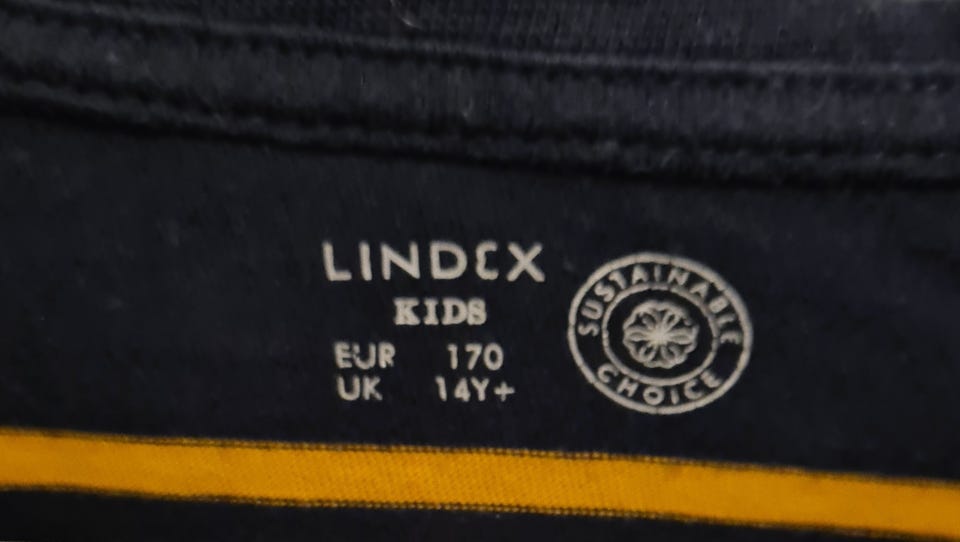 LINDEX
KIDS
EUR 170
UK 14Y+
SUSTAINABLE
CHOICE